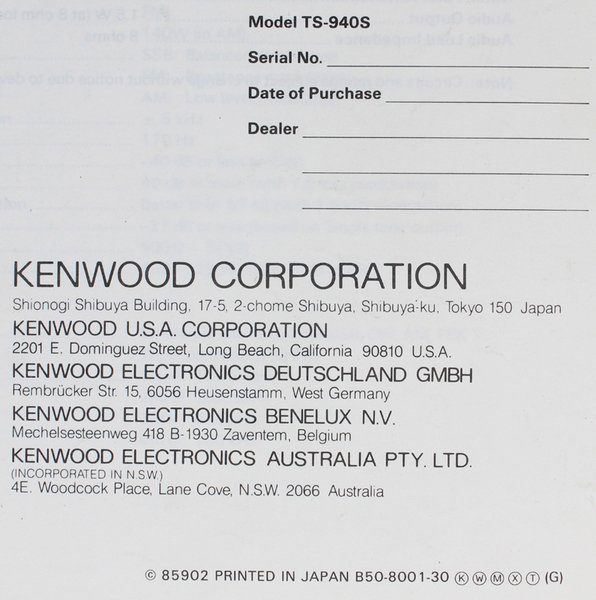 Model TS-940S
Serial No.
Date of Purchase
Dealer
KENWOOD CORPORATION
Shionogi Shibuya Building, 17-5, 2-chome Shibuya, Shibuya-ku, Tokyo 150 Japan
KENWOOD U.S.A. CORPORATION
2201 E. Dominguez Street, Long Beach, California 90810 U.S.A.
KENWOOD ELECTRONICS DEUTSCHLAND GMBH
Rembrücker Str. 15, 6056 Heusenstamm, West Germany
KENWOOD ELECTRONICS BENELUX N.V.
Mechelsesteenweg 418 B-1930 Zaventem, Belgium
KENWOOD ELECTRONICS AUSTRALIA PTY. LTD.
(INCORPORATED IN N.S.W)
4E. Woodcock Place, Lane Cove, N.S.W. 2066 Australia
© 85902 PRINTED IN JAPAN B50-8001-30 Ⓚ Ⓦ Ⓜ Ⓧ Ⓣ (G)